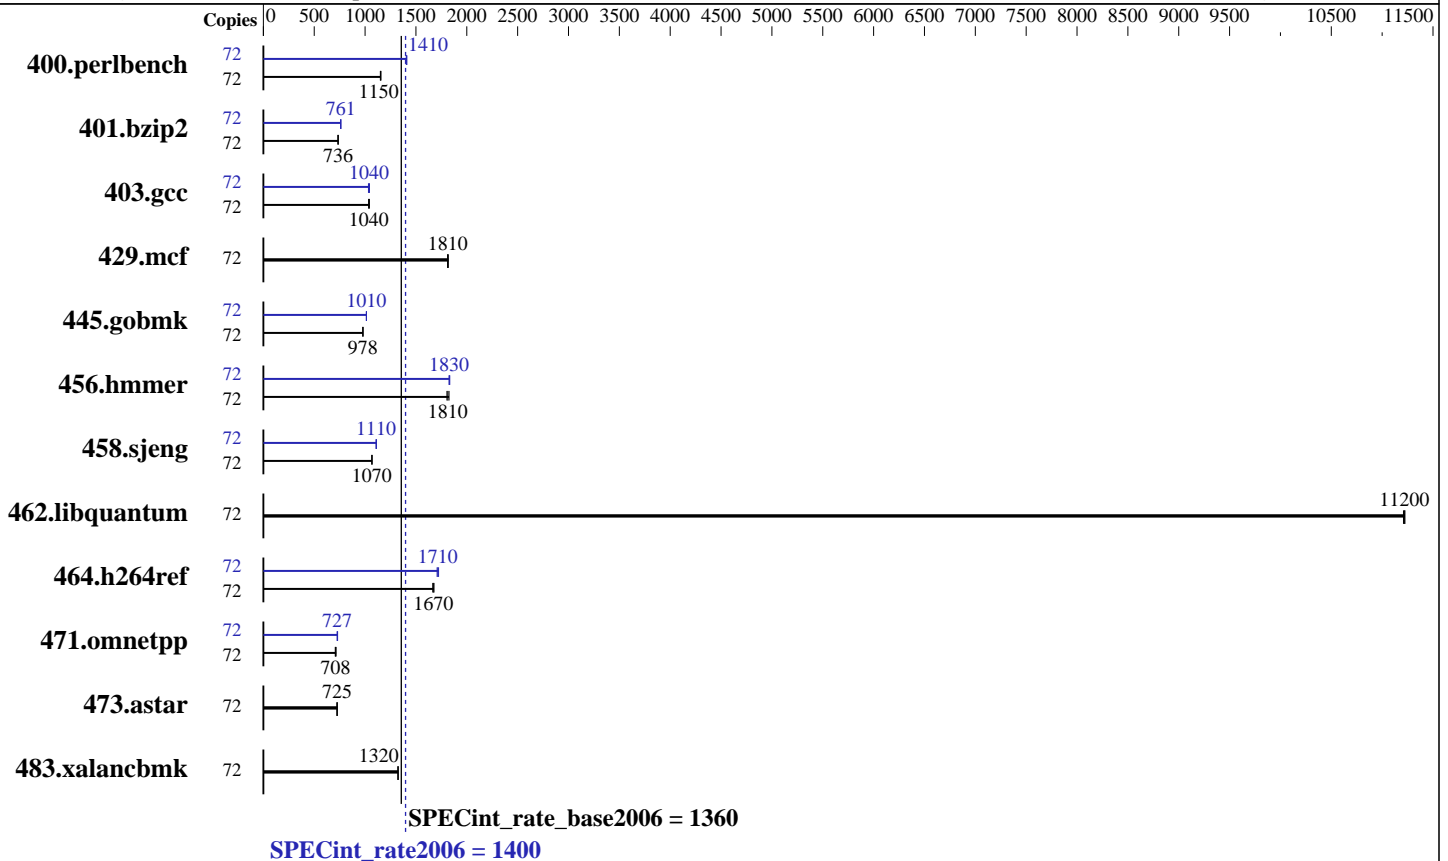 Copies 0 500 1000 1500 2000 2500 3000 3500 4000 4500 5000 5500 6000 6500 7000 7500 8000 8500 9000 9500 10500 11500
400.perlbench 72 1410
72 1150
401.bzip2 72 761
72 736
403.gcc 72 1040
72 1040
429.mcf 72 1810
445.gobmk 72 1010
72 978
456.hmmer 72 1830
72 1810
458.sjeng 72 1110
72 1070
462.libquantum 72 11200
464.h264ref 72 1710
72 1670
471.omnetpp 72 727
72 708
473.astar 72 725
483.xalancbmk 72 1320
SPECint_rate_base2006 = 1360
SPECint_rate2006 = 1400